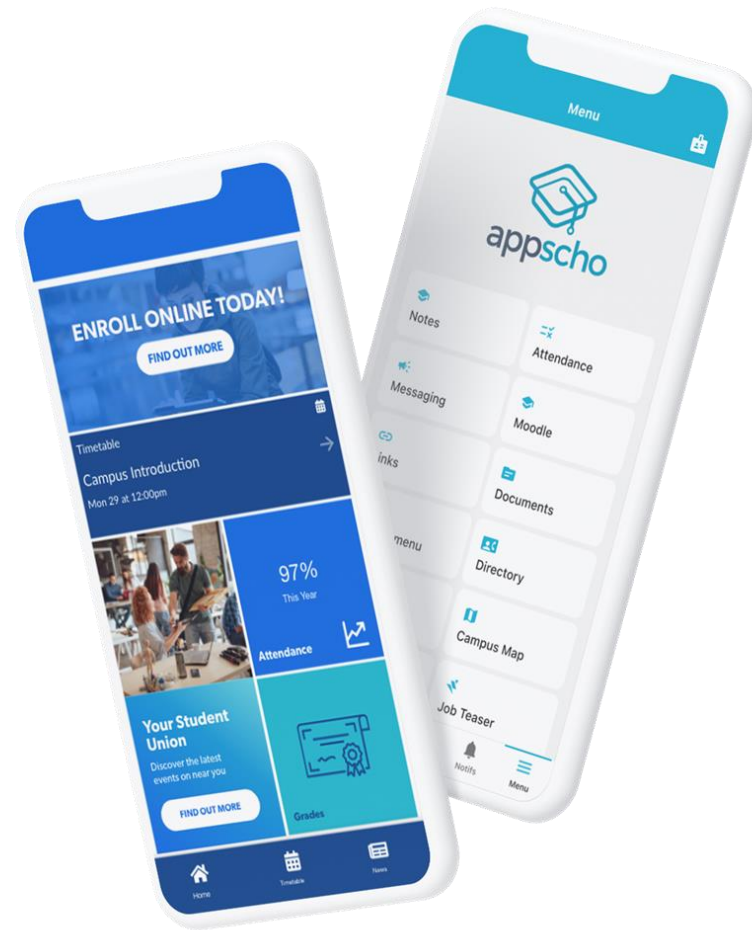 ENROLL ONLINE TODAY!
FIND OUT MORE
Timetable
Campus Introduction
Mon 29 at 12:00pm
97%
This Year
Attendance
Your Student
Union
Discover the latest
events on near you
FIND OUT MORE
Grades
Home
Timetable
News
Menu
appscho
Notes
Attendance
Messaging
Moodle
inks
Documents
menu
Directory
Campus Map
Job Teaser
Notifs
Menu